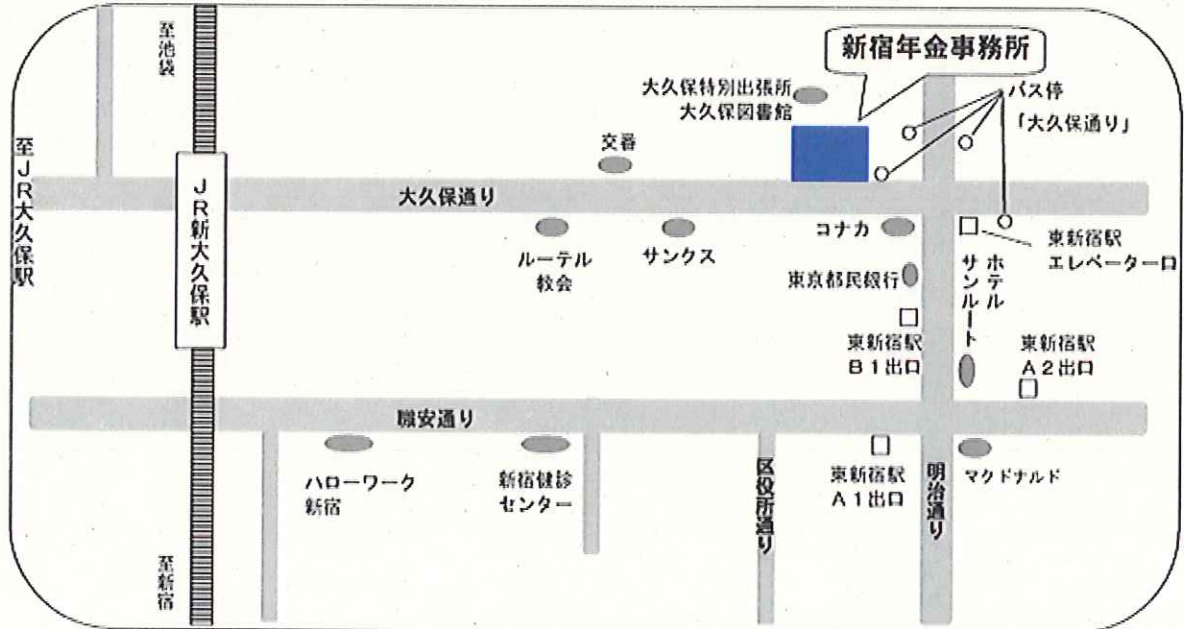 至池袋
新宿年金事務所
大久保特別出張所
大久保図書館
バス停
「大久保通り」
交番
至JR大久保駅
JR新大久保駅
大久保通り
ルーテル
教会
サンクス
コナカ
東新宿駅
エレベーター口
東京都民銀行
ホテル
サンルート
東新宿駅
B1出口
東新宿駅
A2出口
職安通り
ハローワーク
新宿
新宿健診
センター
区役所通り
東新宿駅
A1出口
明治通り
マクドナルド
至新宿